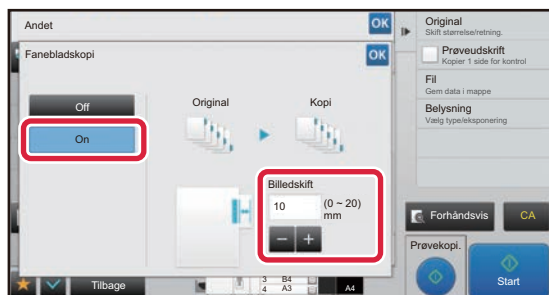 Andet
OK
Fanebladskopi
OK
Off
On
Original
Kopi
Billedskift
10
(0 ~ 20)
mm
Tilbage
3 B4
4 A3
A4
Original
Skift størrelse/retning.
Prøveudskrift
Kopier 1 side for kontrol
Fil
Gem data i mappe
Belysning
Vælg type/eksponering
Forhåndsvis
CA
Prøvekopi.
Start